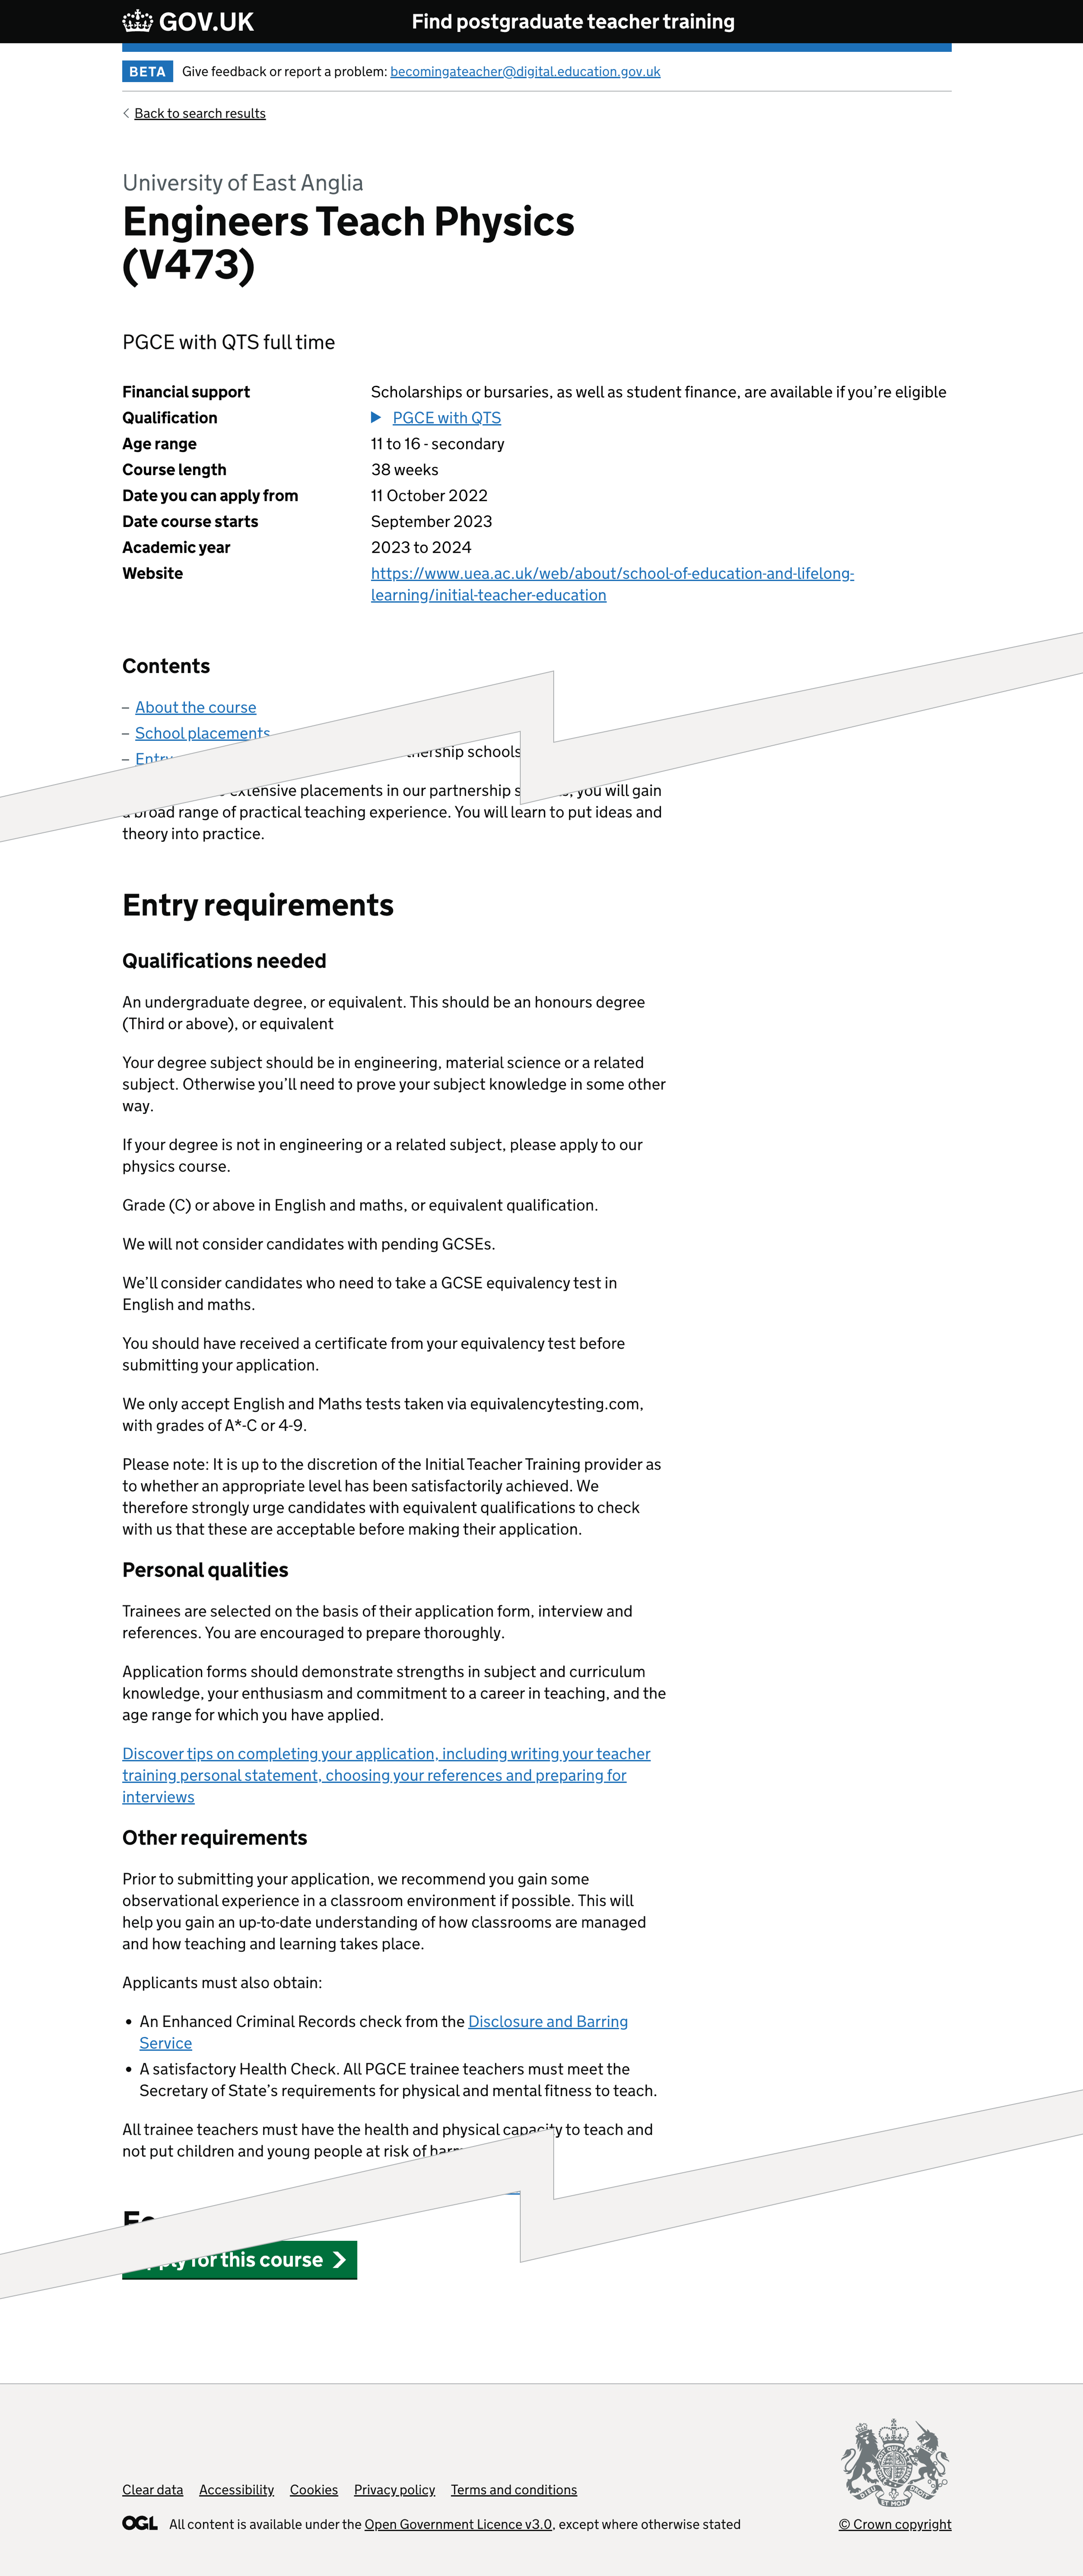 GOV.UK
Find postgraduate teacher training
BETA
Give feedback or report a problem: becomingateacher@digital.education.gov.uk
Back to search results
University of East Anglia
Engineers Teach Physics
(V473)
PGCE with QTS full time
Financial support Scholarships or bursaries, as well as student finance, are available if you’re eligible
Qualification PGCE with QTS
Age range 11 to 16 - secondary
Course length 38 weeks
Date you can apply from 11 October 2022
Date course starts September 2023
Academic year 2023 to 2024
Website https://www.uea.ac.uk/web/about/school-of-education-and-lifelong-
learning/initial-teacher-education
Contents
– About the course
– School placements
– Entry
schools
extensive placements in our partnership you will gain
a broad range of practical teaching experience. You will learn to put ideas and
theory into practice.
Entry requirements
Qualifications needed
An undergraduate degree, or equivalent. This should be an honours degree
(Third or above), or equivalent
Your degree subject should be in engineering, material science or a related
subject. Otherwise you’ll need to prove your subject knowledge in some other
way.
If your degree is not in engineering or a related subject, please apply to our
physics course.
Grade (C) or above in English and maths, or equivalent qualification.
We will not consider candidates with pending GCSEs.
We’ll consider candidates who need to take a GCSE equivalency test in
English and maths.
You should have received a certificate from your equivalency test before
submitting your application.
We only accept English and Maths tests taken via equivalencytesting.com,
with grades of A*-C or 4-9.
Please note: It is up to the discretion of the Initial Teacher Training provider as
to whether an appropriate level has been satisfactorily achieved. We
therefore strongly urge candidates with equivalent qualifications to check
with us that these are acceptable before making their application.
Personal qualities
Trainees are selected on the basis of their application form, interview and
references. You are encouraged to prepare thoroughly.
Application forms should demonstrate strengths in subject and curriculum
knowledge, your enthusiasm and commitment to a career in teaching, and the
age range for which you have applied.
Discover tips on completing your application, including writing your teacher
training personal statement, choosing your references and preparing for
interviews
Other requirements
Prior to submitting your application, we recommend you gain some
observational experience in a classroom environment if possible. This will
help you gain an up-to-date understanding of how classrooms are managed
and how teaching and learning takes place.
Applicants must also obtain:
• An Enhanced Criminal Records check from the Disclosure and Barring
Service
• A satisfactory Health Check. All PGCE trainee teachers must meet the
Secretary of State’s requirements for physical and mental fitness to teach.
All trainee teachers must have the health and physical capacity to teach and
not put children and young people at risk of harm
Apply for this course
Clear data Accessibility Cookies Privacy policy Terms and conditions
OGL All content is available under the Open Government Licence v3.0, except where otherwise stated
© Crown copyright